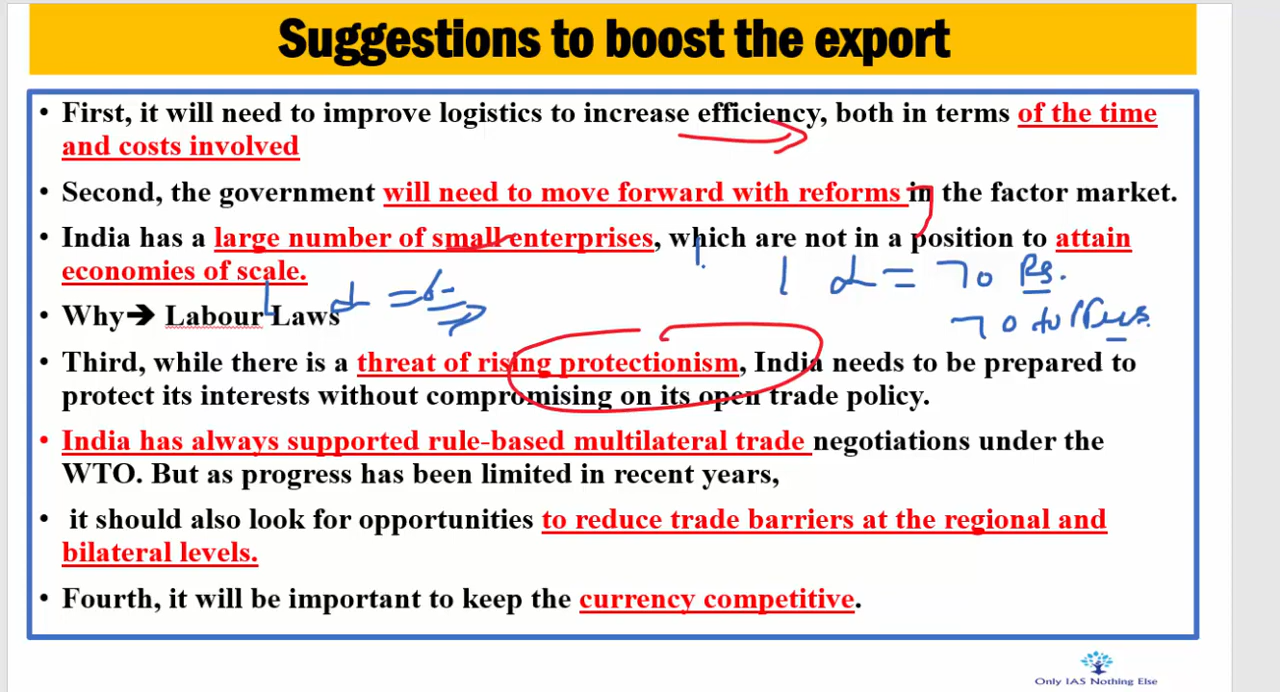 Suggestions to boost the export
• First, it will need to improve logistics to increase efficiency, both in terms of the time
and costs involved
• Second, the government will need to move forward with reforms in the factor market.
• India has a large number of small enterprises, which are not in a position to attain
economies of scale.
1 = 70 Rs.
• Why➔ Labour Laws
70 to
• Third, while there is a threat of rising protectionism, India needs to be prepared to
protect its interests without compromising on its open trade policy.
• India has always supported rule-based multilateral trade negotiations under the
WTO. But as progress has been limited in recent years,
• it should also look for opportunities to reduce trade barriers at the regional and
bilateral levels.
• Fourth, it will be important to keep the currency competitive.
Only IAS Nothing Else